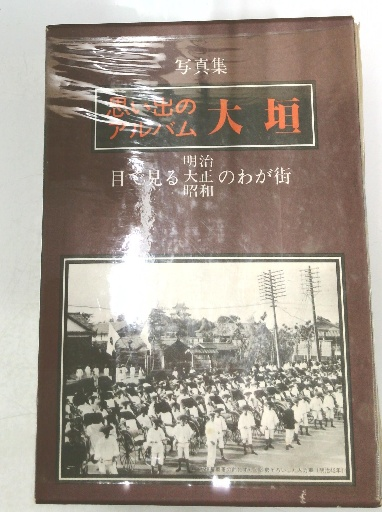 写真集
思い出の
アルバム 大垣
明治
目で見る大正のわが街
昭和